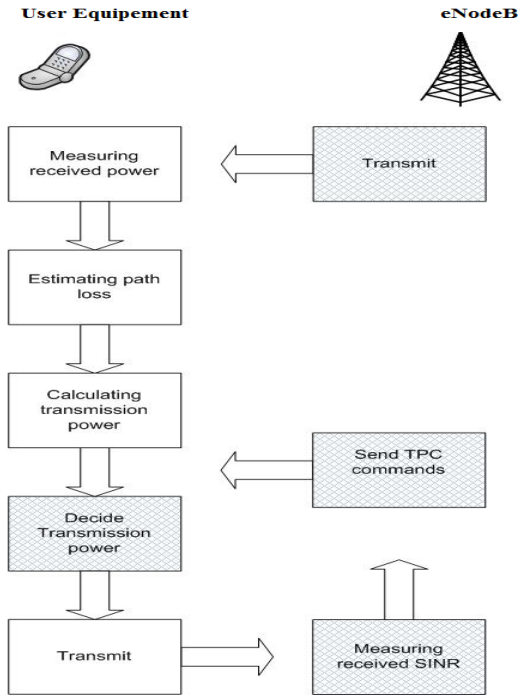 User Equipement
eNodeB
Measuring
received power
Transmit
Estimating path
loss
Calculating
transmission
power
Send TPC
commands
Decide
Transmission
power
Transmit
Measuring
received SINR